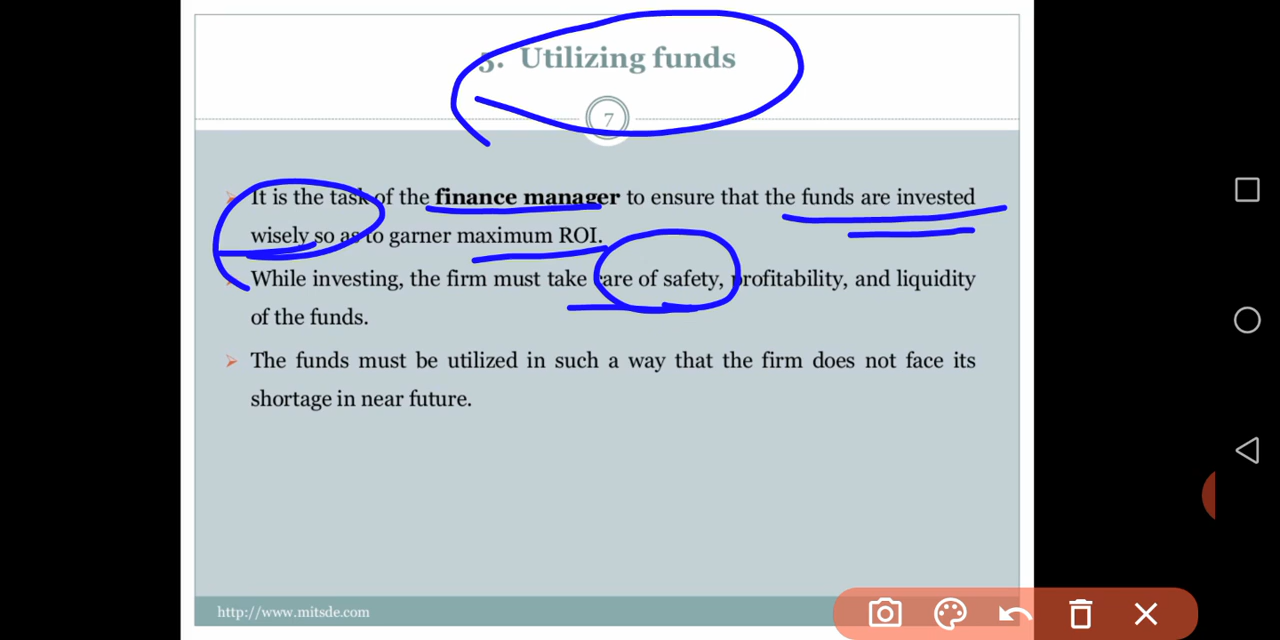 5. Utilizing funds
7
It is the task of the finance manager to ensure that the funds are invested
wisely so as to garner maximum ROI.
While investing, the firm must take care of safety, profitability, and liquidity
of the funds.
The funds must be utilized in such a way that the firm does not face its
shortage in near future.
http://www.mitsde.com